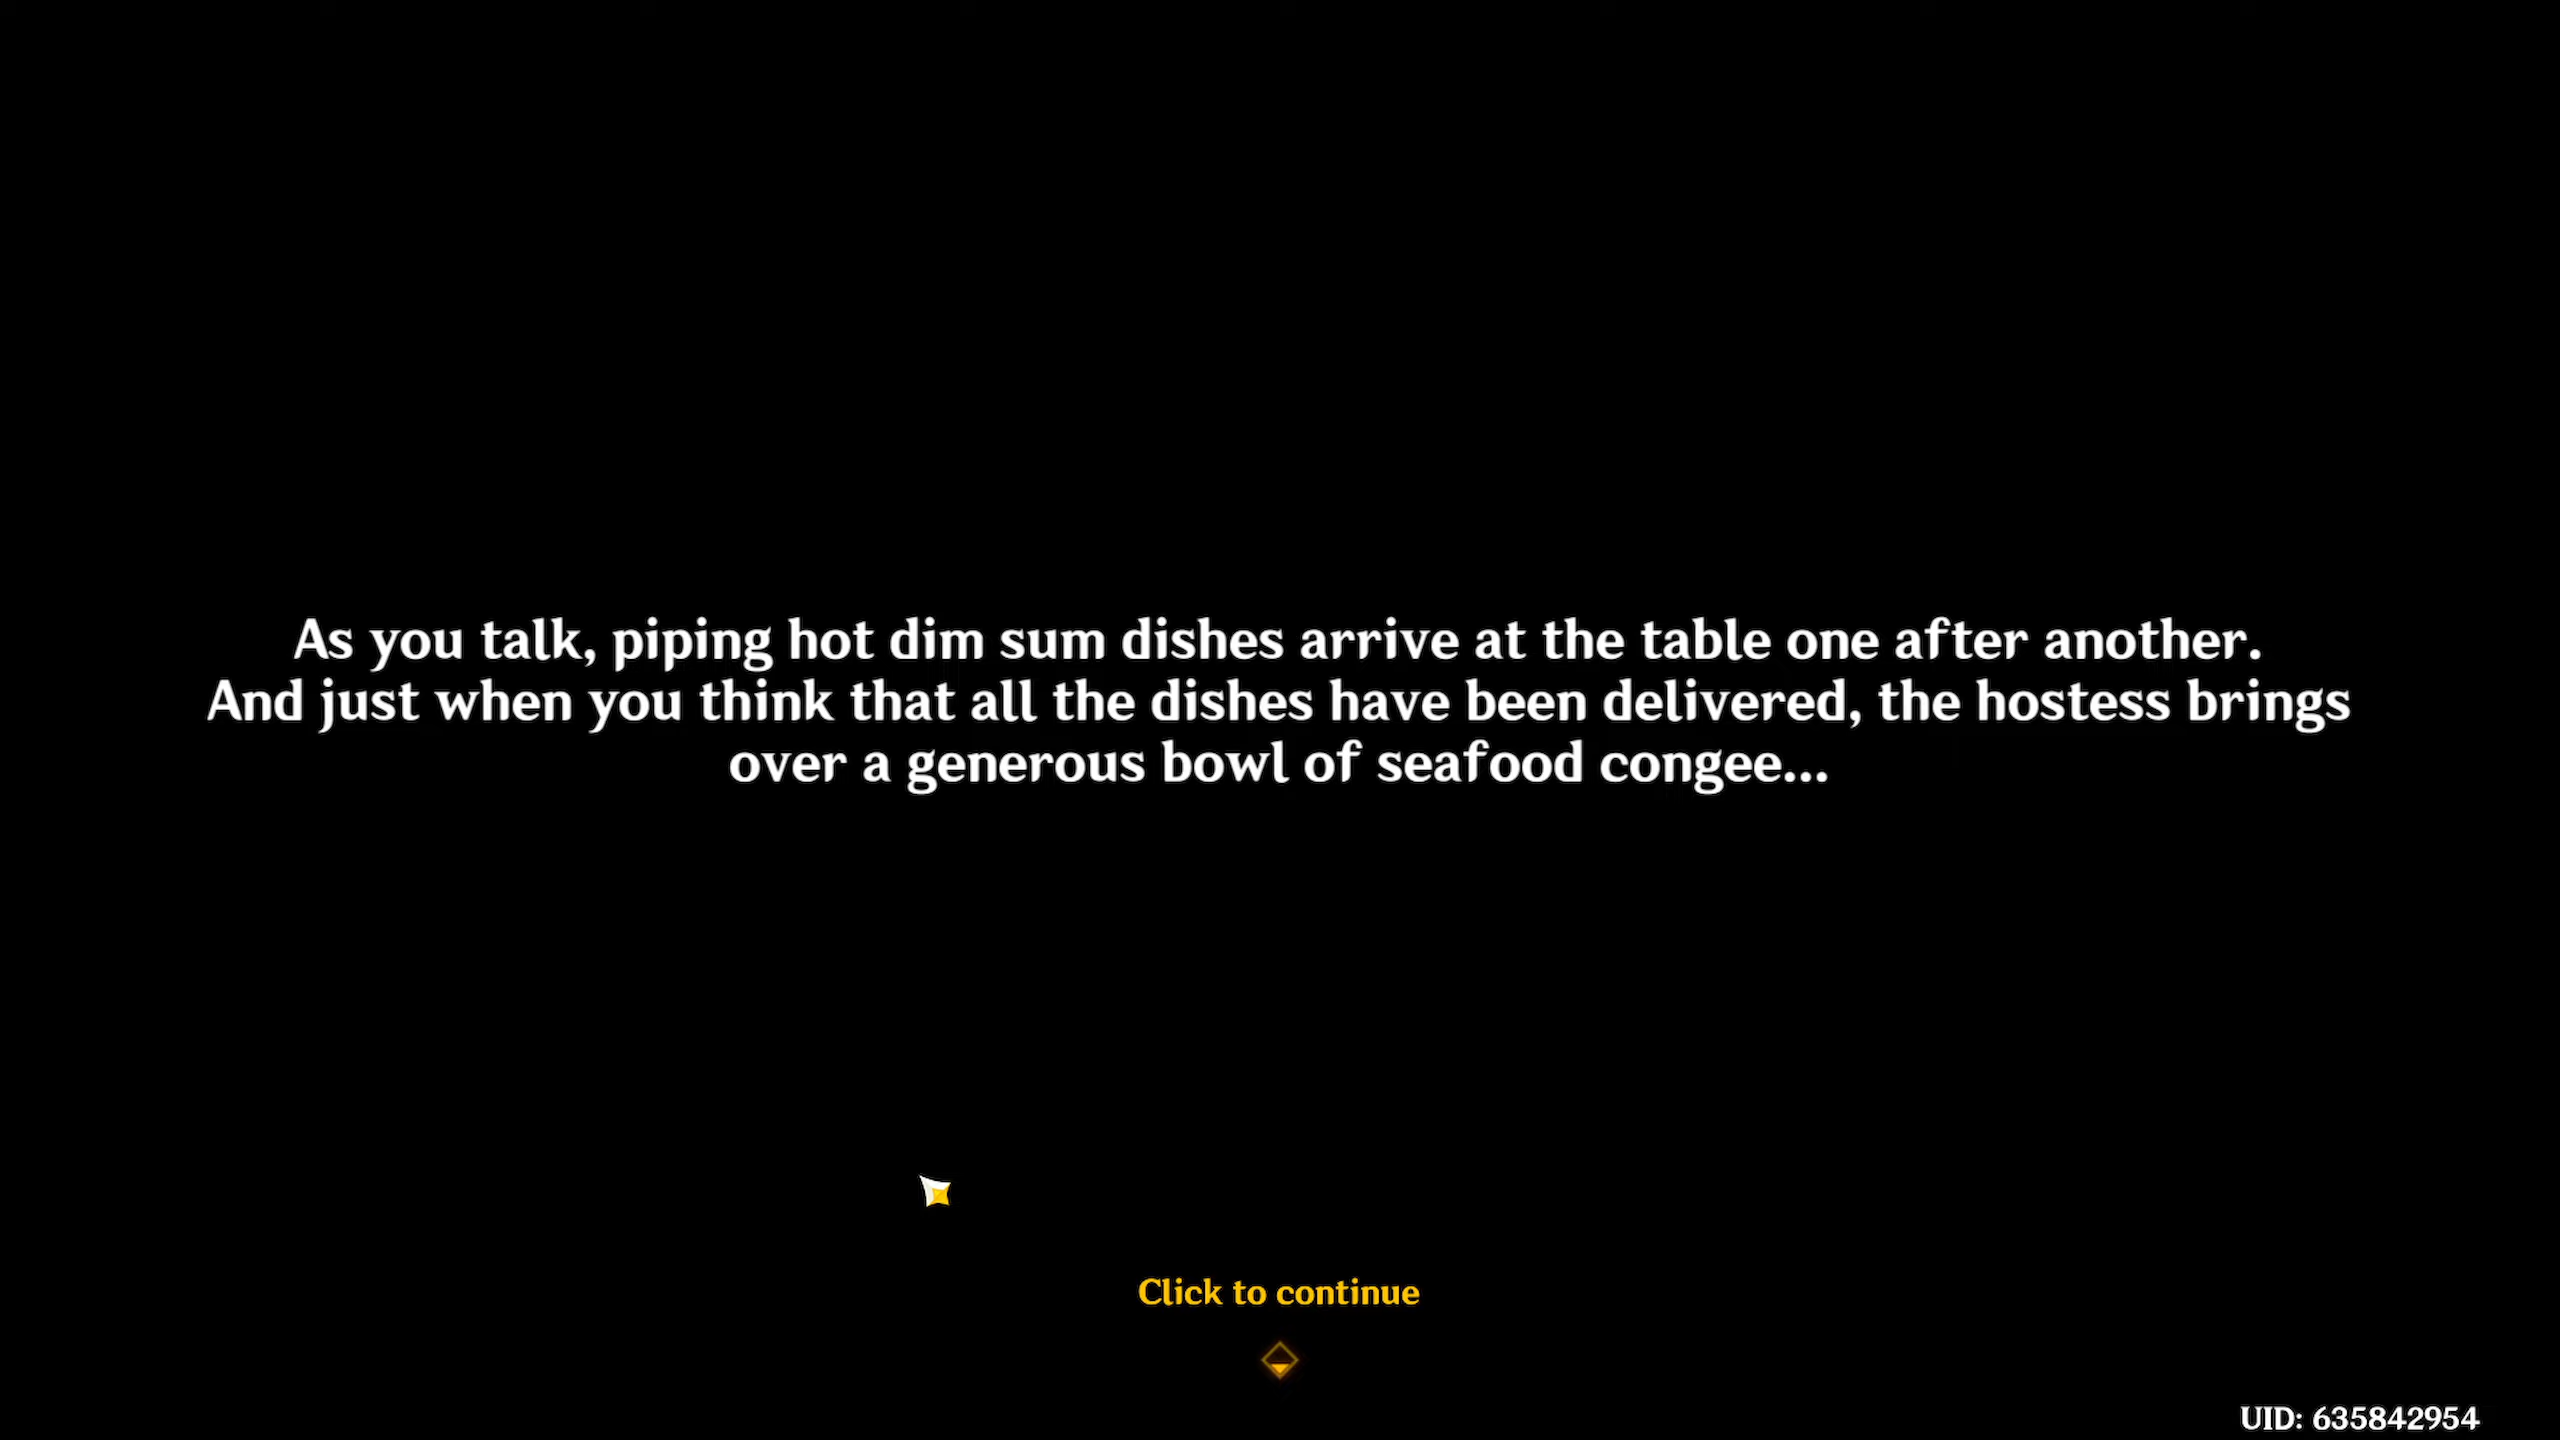 As you talk, piping hot dim sum dishes arrive at the table one after another.
And just when you think that all the dishes have been delivered, the hostess brings
over a generous bowl of seafood congee...
Click to continue
UID: 635842954